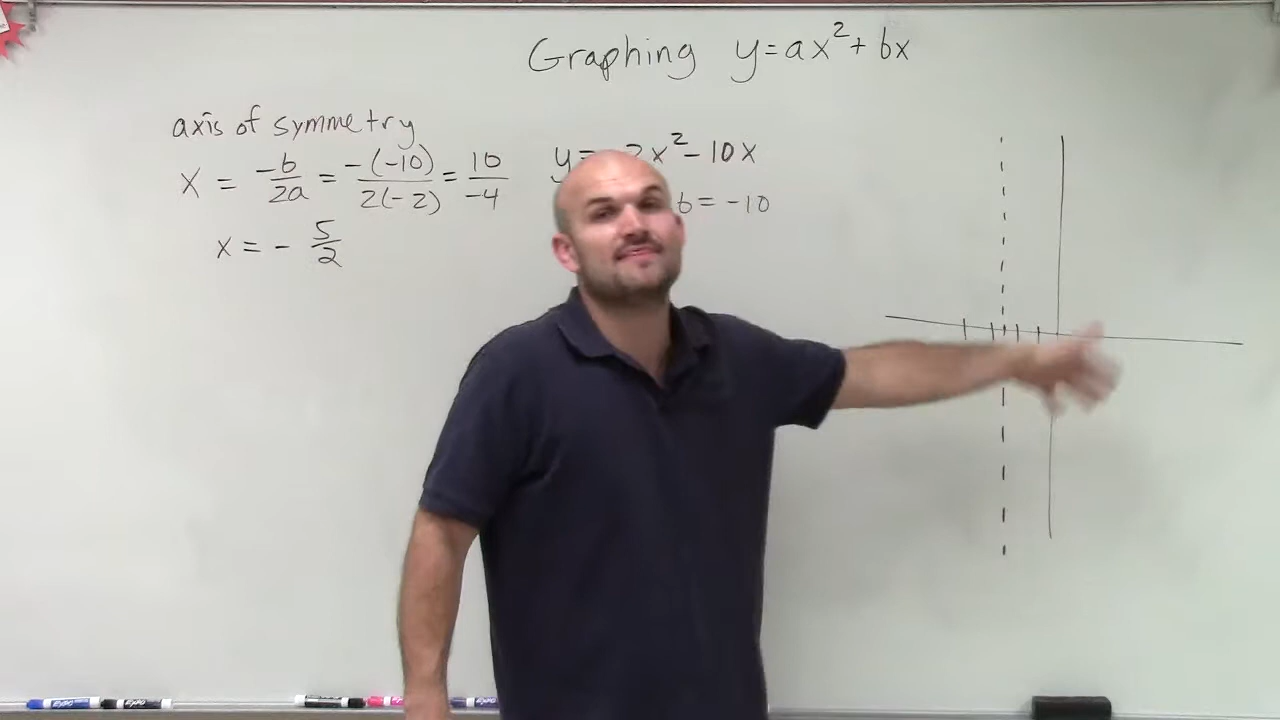 Graphing y=ax²+bx
axis of symmetry
x = -b/2a = -(-10)/2(-2) = 10/-4
y= 2x²-10x
b=-10
x = - 5/2